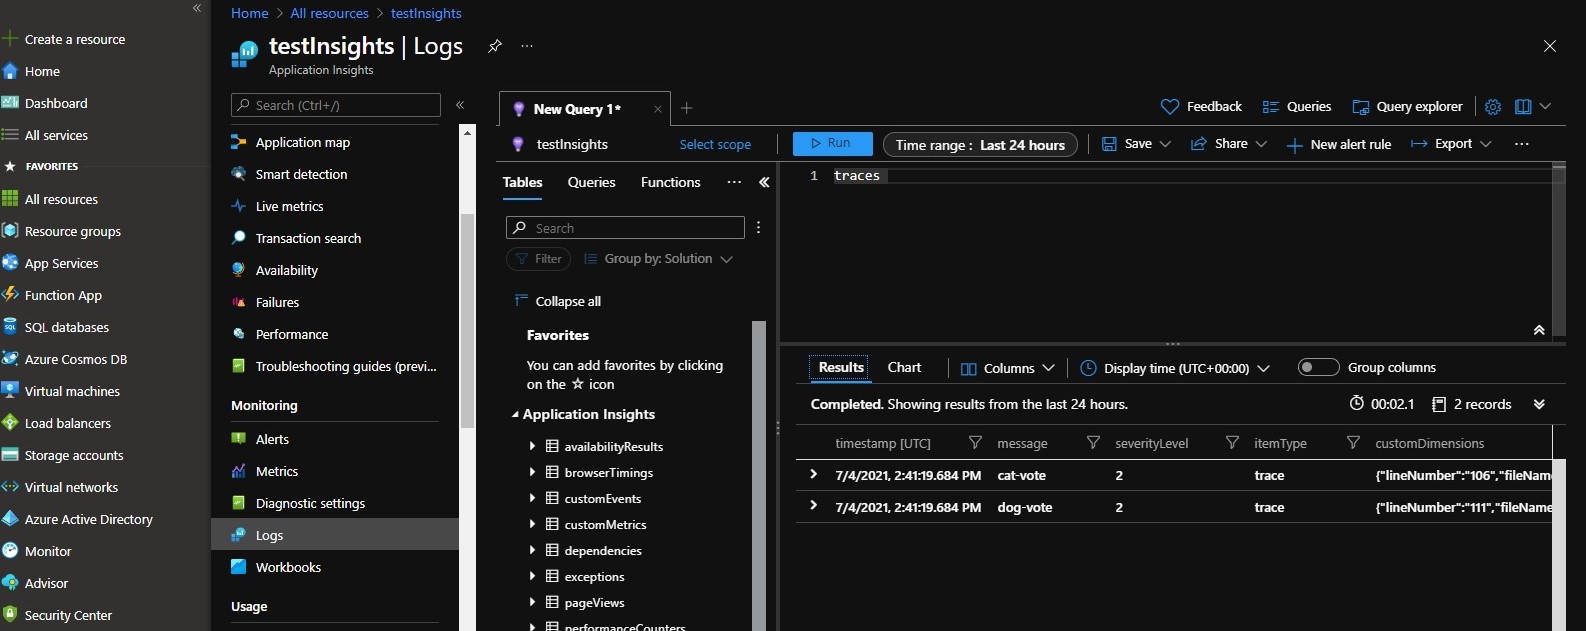 Create a resource
Home
Dashboard
All services
FAVORITES
All resources
Resource groups
App Services
Function App
SQL databases
Azure Cosmos DB
Virtual machines
Load balancers
Storage accounts
Virtual networks
Azure Active Directory
Monitor
Advisor
Security Center
Home > All resources > testInsights
testInsights | Logs
Application Insights
Search (Ctrl+/)
Application map
Smart detection
Live metrics
Transaction search
Availability
Failures
Performance
Troubleshooting guides (previ...
Monitoring
Alerts
Metrics
Diagnostic settings
Logs
Workbooks
Usage
New Query 1*
Feedback Queries Query explorer
testInsights Select scope Run Time range : Last 24 hours Save Share New alert rule Export
Tables Queries Functions
Search
Filter Group by: Solution
Collapse all
Favorites
You can add favorites by clicking
on the ☆ icon
Application Insights
availabilityResults
browserTimings
customEvents
customMetrics
dependencies
exceptions
pageViews
performanceCounters
1 traces
Results Chart Columns Display time (UTC+00:00) Group columns
Completed. Showing results from the last 24 hours. 00:02.1 2 records
timestamp [UTC] message severityLevel itemType customDimensions
7/4/2021, 2:41:19.684 PM cat-vote 2 trace {"lineNumber":"106","fileName
7/4/2021, 2:41:19.684 PM dog-vote 2 trace {"lineNumber":"111","fileName